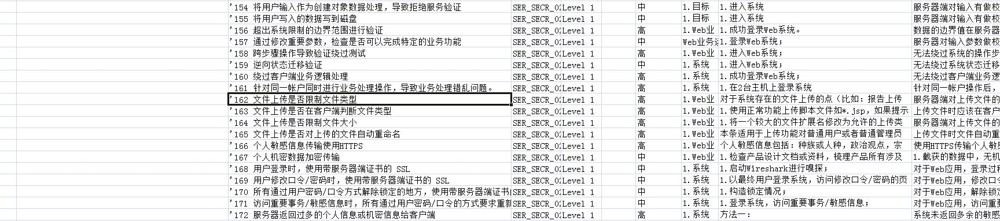 '154 将用户输入作为创建对象数据处理，导致拒绝服务验证 SER_SECR_02 Level 1 中 1.目标 1.进入系统 服务器端对输入有做校
'155 将用户写入的数据写到磁盘 SER_SECR_02 Level 1 中 1.目标 1.进入系统 服务器端对输入有做校
'156 超出系统限制的边界范围进行验证 SER_SECR_02 Level 1 高 1.Web业 1.成功登录Web系统。 数据的边界值在服务器
'157 通过修改重要参数，检查是否可以完成特定的业务功能 SER_SECR_02 Level 1 中 Web业务运 1.登录Web系统； 服务器对输入参数做校
'158 跨步骤操作导致验证绕过测试 SER_SECR_02 Level 1 高 1.Web业 1.进入Web系统； 无法绕过系统的操作步
'159 逆向状态迁移验证 SER_SECR_02 Level 1 中 1.系统 1.进入Web系统； 无法绕过系统状态迁移
'160 绕过客户端业务逻辑处理 SER_SECR_02 Level 1 高 1.系统 1.成功登录Web系统； 无法绕过客户端业务逻
'161 针对同一帐户同时进行业务处理操作，导致业务处理错乱问题。 SER_SECR_02 Level 1 高 1.系统 1.在2台主机上登录系统 针对同一帐户操作后，
'162 文件上传是否限制文件类型 SER_SECR_02 Level 1 高 1.Web业 对于系统存在的文件上传的点（比如：报告上传 服务器端对上传文件的
'163 文件上传是否在客户端判断文件类型 SER_SECR_02 Level 1 高 1.Web业 1.使用正常功能上传脚本文件如*.jsp，如果提示 上传文件时应该在客户
'164 文件上传是否限制文件大小 SER_SECR_02 Level 1 高 1.Web业 1.将一个较大的文件扩展名修改为允许的上传类 服务器端对上传文件的
'165 文件上传是否对上传的文件自动重命名 SER_SECR_02 Level 1 高 1.Web业 本条适用于上传功能对普通用户或者普通管理员 上传文件时文件自动重
'166 个人敏感信息传输使用HTTPS SER_SECR_02 Level 1 高 1.Web业 个人敏感信息包括：种族或人种，政治观点，宗 使用HTTPS传输个人敏感
'167 个人机密数据加密传输 SER_SECR_02 Level 1 中 1.Web业 1.检查产品设计文档或资料，梳理产品所有涉及 1.截获的数据中，无机
'168 用户登录时，使用带服务器端证书的 SSL SER_SECR_02 Level 1 中 1.系统 1.启动Wireshark进行嗅探； 对于Web应用，登录过程
'169 用户修改口令/密码时，使用带服务器端证书的 SSL SER_SECR_02 Level 1 高 1.系统 1.以最终用户登录系统，访问修改口令/密码的页 对于Web应用，修改口令
'170 所有通过用户密码/口令方式解除锁定的地方，使用带服务器端证书 SER_SECR_02 Level 1 中 1.系统 1.构造锁定情况； 对于Web应用，解除锁定
'171 访问重要事务/敏感信息时，所有通过用户密码/口令的方式要求重新 SER_SECR_02 Level 1 中 1.系统 1.登录系统，访问重要事务/敏感信息； 对于Web应用，访问重要
'172 服务器返回过多的个人信息或机密信息给客户端 SER_SECR_02 Level 1 高 1.系统 方法一： 系统未返回多余的敏感